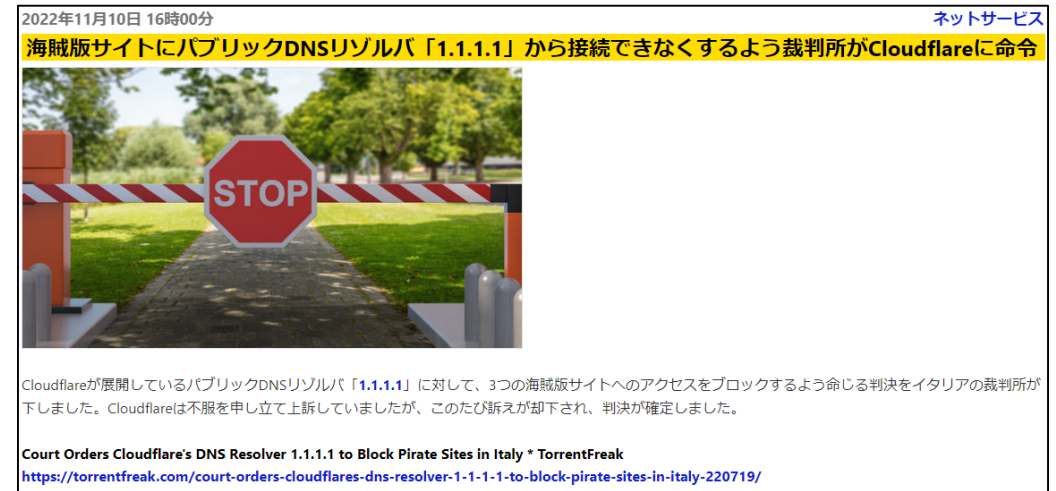 2022年11月10日 16時00分 ネットサービス
海賊版サイトにパブリックDNSリゾルバ「1.1.1.1」から接続できなくするよう裁判所がCloudflareに命令
STOP
Cloudflareが展開しているパブリックDNSリゾルバ「1.1.1.1」に対して、3つの海賊版サイトへのアクセスをブロックするよう命じる判決をイタリアの裁判所が
下しました。Cloudflareは不服を申し立て上訴していましたが、このたび訴えが却下され、判決が確定しました。
Court Orders Cloudflare's DNS Resolver 1.1.1.1 to Block Pirate Sites in Italy * TorrentFreak
https://torrentfreak.com/court-orders-cloudflares-dns-resolver-1-1-1-1-to-block-pirate-sites-in-italy-220719/